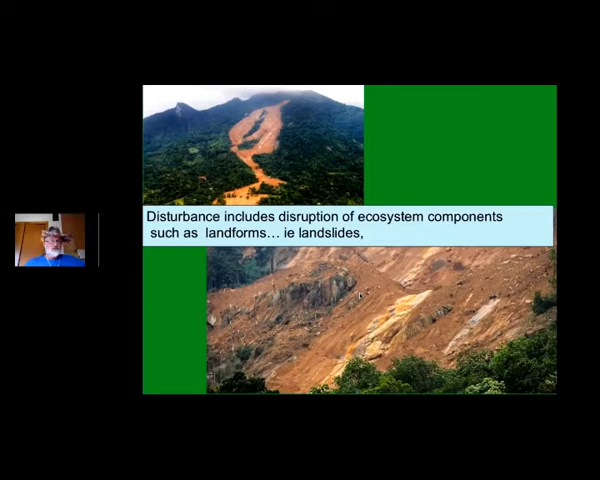 Disturbance includes disruption of ecosystem components
such as landforms... ie landslides,